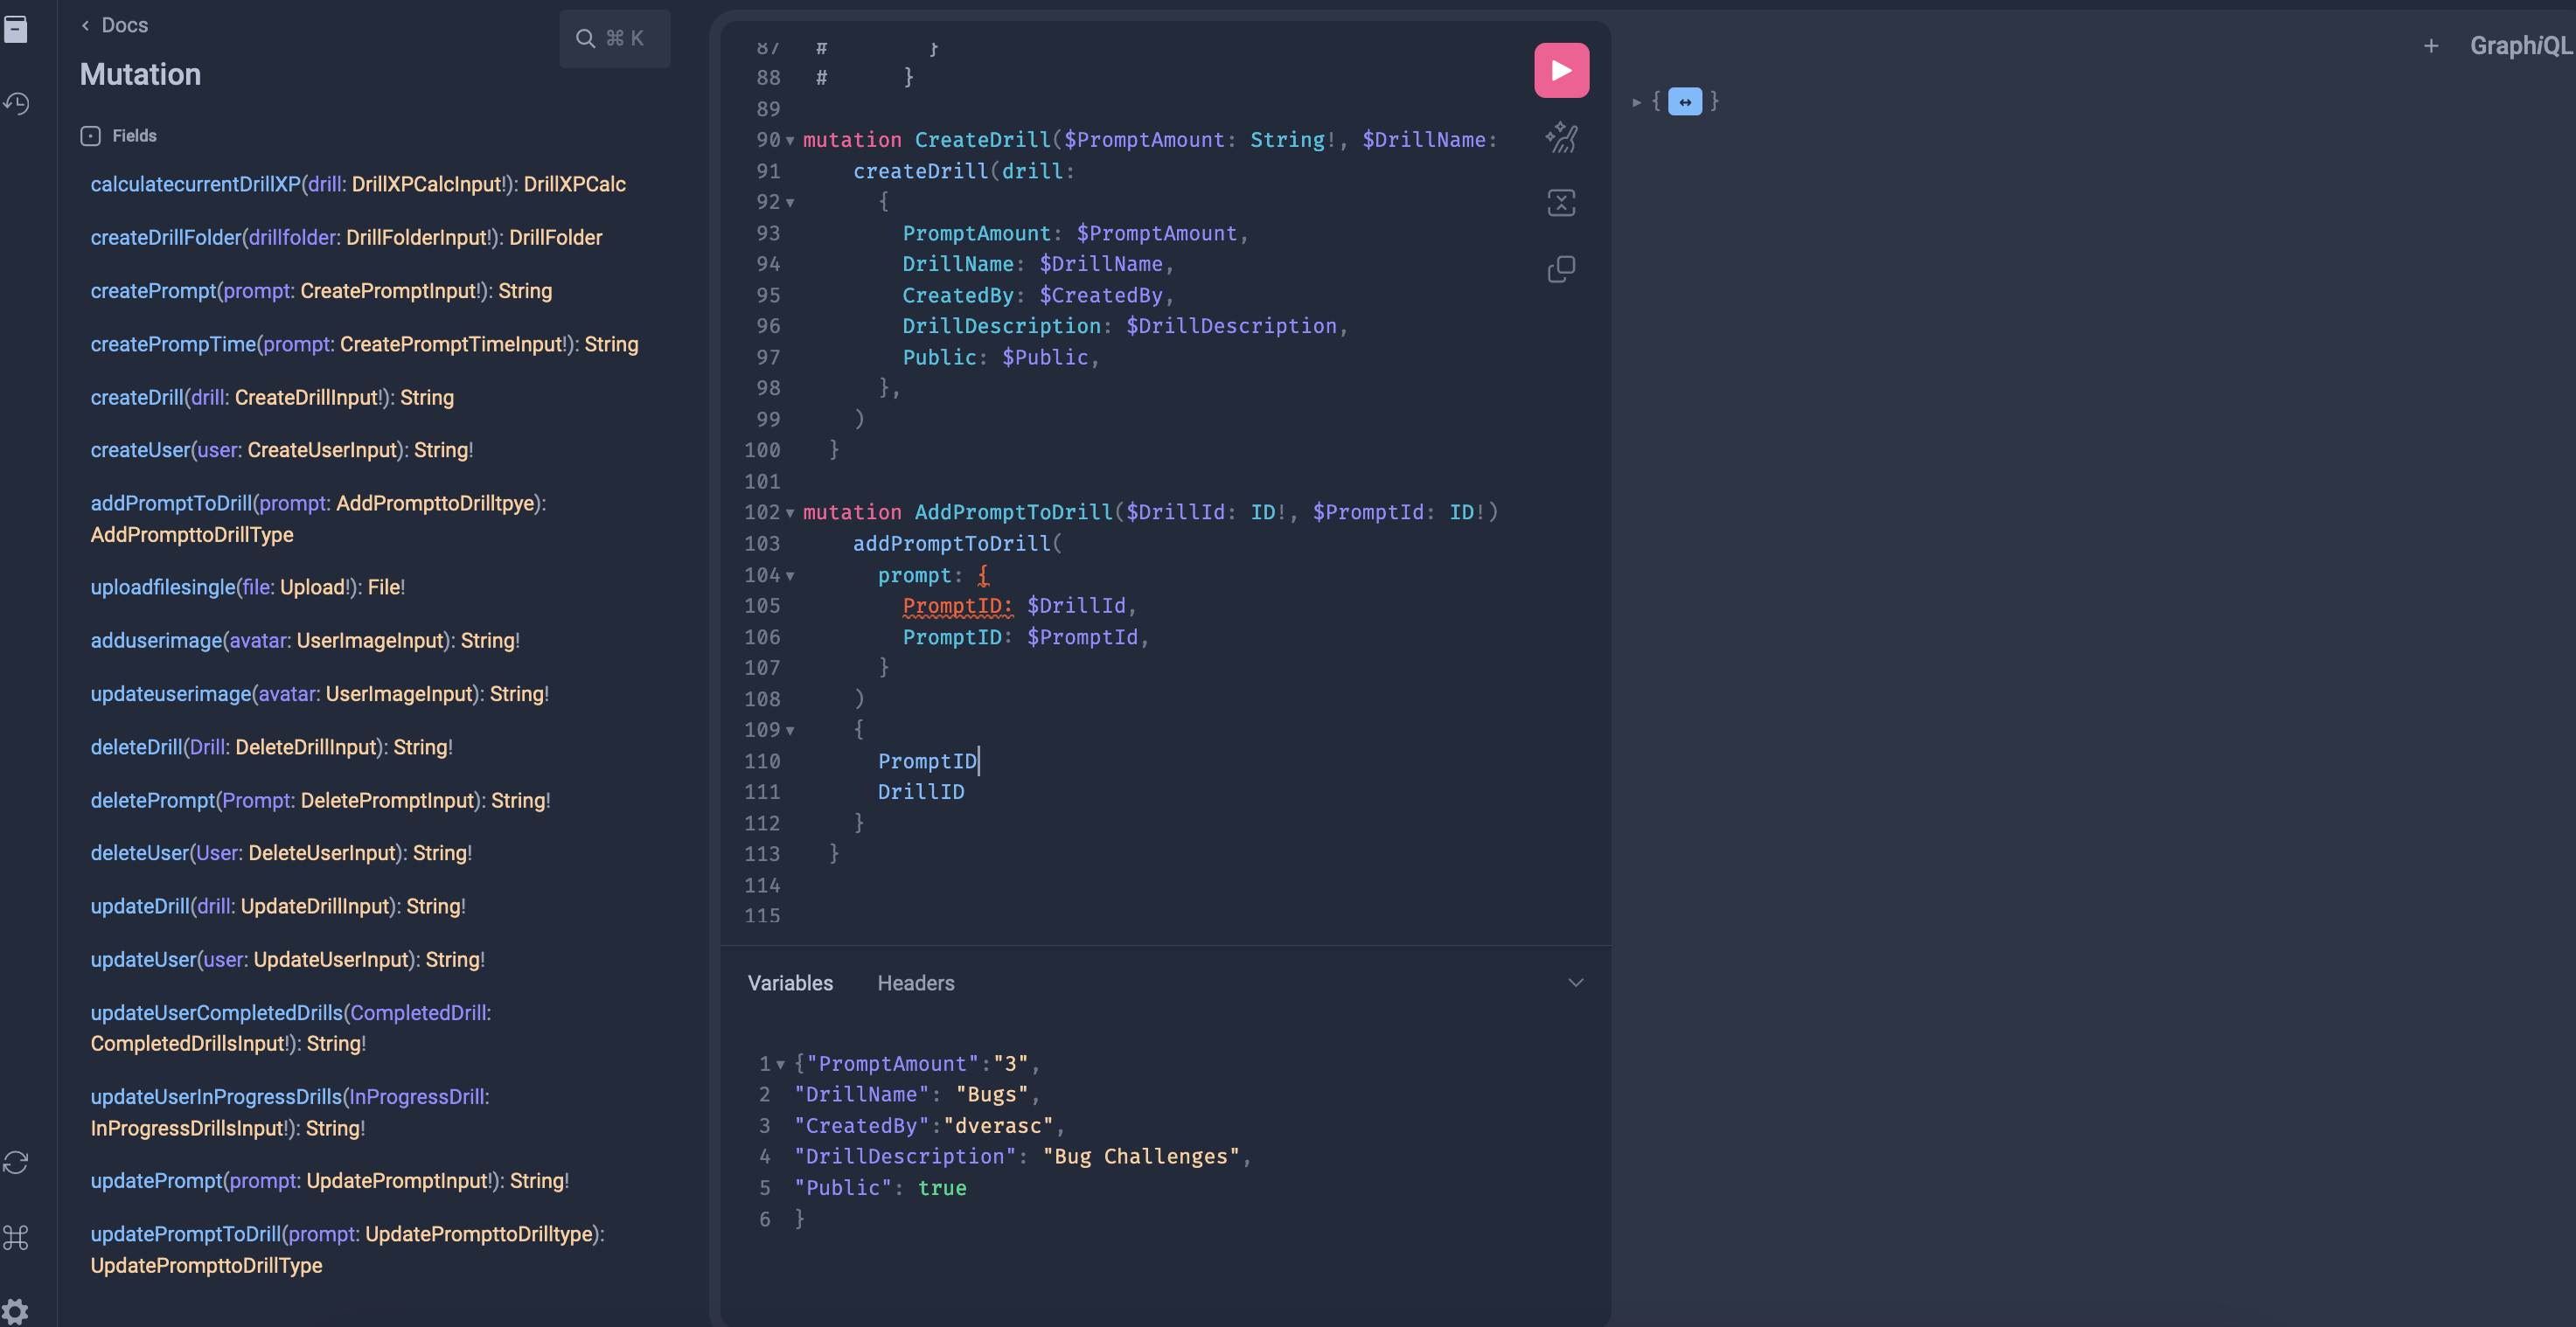 Docs
⌘ K
Mutation
Fields
calculatecurrentDrillXP(drill: DrillXPCalcInput!): DrillXPCalc
createDrillFolder(drillfolder: DrillFolderInput!): DrillFolder
createPrompt(prompt: CreatePromptInput!): String
createPrompTime(prompt: CreatePromptTimeInput!): String
createDrill(drill: CreateDrillInput!): String
createUser(user: CreateUserInput): String!
addPromptToDrill(prompt: AddPrompttoDrilltpye):
AddPrompttoDrillType
uploadfilesingle(file: Upload!): File!
adduserimage(avatar: UserImageInput): String!
updateuserimage(avatar: UserImageInput): String!
deleteDrill(Drill: DeleteDrillInput): String!
deletePrompt(Prompt: DeletePromptInput): String!
deleteUser(User: DeleteUserInput): String!
updateDrill(drill: UpdateDrillInput): String!
updateUser(user: UpdateUserInput): String!
updateUserCompletedDrills(CompletedDrill:
CompletedDrillsInput!): String!
updateUserInProgressDrills(InProgressDrill:
InProgressDrillsInput!): String!
updatePrompt(prompt: UpdatePromptInput!): String!
updatePromptToDrill(prompt: UpdatePrompttoDrilltype):
UpdatePrompttoDrillType
87 # }
88 # }
89
90 mutation CreateDrill($PromptAmount: String!, $DrillName:
91 createDrill(drill:
92 {
93 PromptAmount: $PromptAmount,
94 DrillName: $DrillName,
95 CreatedBy: $CreatedBy,
96 DrillDescription: $DrillDescription,
97 Public: $Public,
98 },
99 )
100 }
101
102 mutation AddPromptToDrill($DrillId: ID!, $PromptId: ID!)
103 addPromptToDrill(
104 prompt: {
105 PromptID: $DrillId,
106 PromptID: $PromptId,
107 }
108 )
109 {
110 PromptID
111 DrillID
112 }
113 }
114
115
Variables Headers
1 {"PromptAmount":"3",
2 "DrillName": "Bugs",
3 "CreatedBy":"dverasc",
4 "DrillDescription": "Bug Challenges",
5 "Public": true
6 }
+ GraphiQL
{ ↔ }